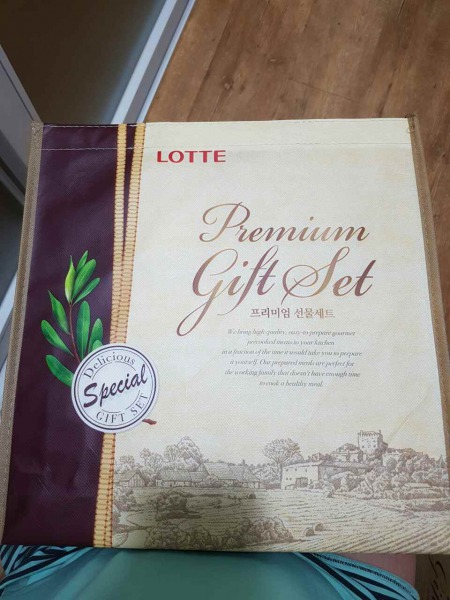 LOTTE
Premium
Gift Set
프리미엄 선물세트
We bring high quality, easy-to-prepare gourmet
precooked meals to your kitchen
in a fraction of the time it would take you to prepare
it yourself. Our prepared meals are perfect for
the working family that doesn't have enough time
to cook a healthy meal.
Delicious
Special
GIFT SET